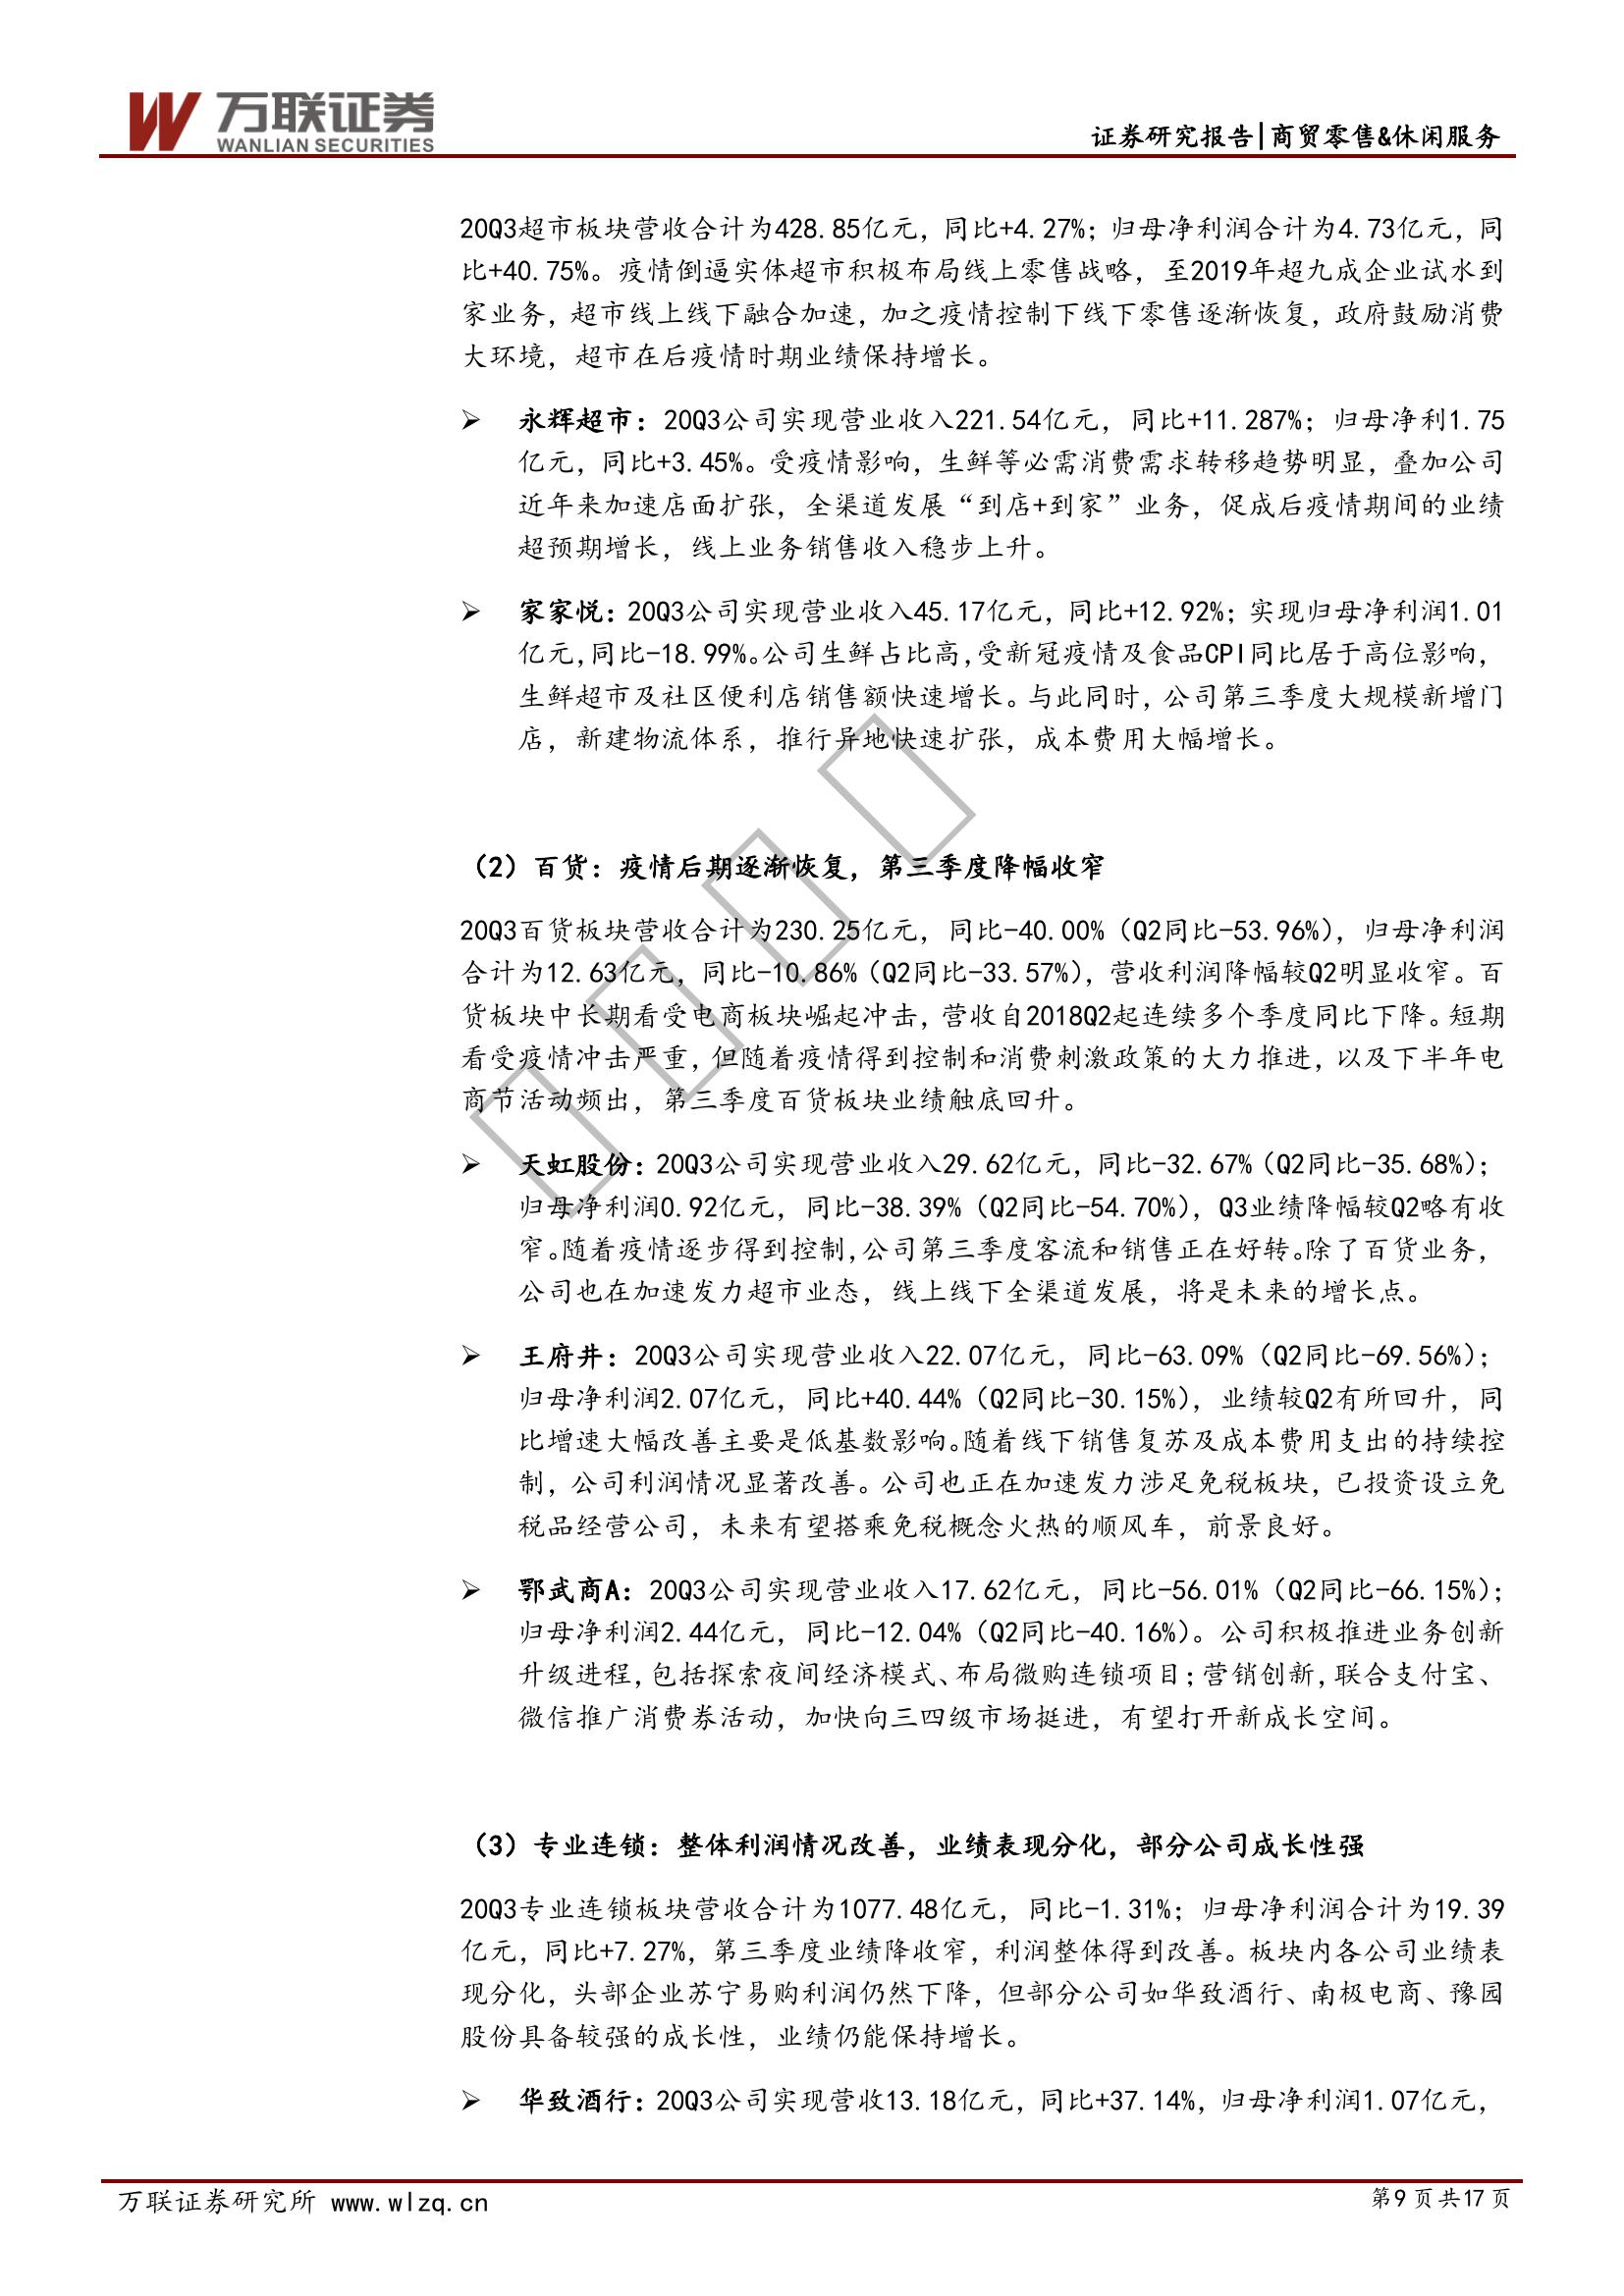 万联证券
WANLIAN SECURITIES
证券研究报告|商贸零售&休闲服务
20Q3超市板块营收合计为428.85亿元，同比+4.27%；归母净利润合计为4.73亿元，同
比+40.75%。疫情倒逼实体超市积极布局线上零售战略，至2019年超九成企业试水到
家业务，超市线上线下融合加速，加之疫情控制下线下零售逐渐恢复，政府鼓励消费
大环境，超市在后疫情时期业绩保持增长。
➢ 永辉超市：20Q3公司实现营业收入221.54亿元，同比+11.287%；归母净利1.75
亿元，同比+3.45%。受疫情影响，生鲜等必需消费需求转移趋势明显，叠加公司
近年来加速店面扩张，全渠道发展“到店+到家”业务，促成后疫情期间的业绩
超预期增长，线上业务销售收入稳步上升。
➢ 家家悦：20Q3公司实现营业收入45.17亿元，同比+12.92%；实现归母净利润1.01
亿元，同比-18.99%。公司生鲜占比高，受新冠疫情及食品CPI同比居于高位影响，
生鲜超市及社区便利店销售额快速增长。与此同时，公司第三季度大规模新增门
店，新建物流体系，推行异地快速扩张，成本费用大幅增长。
（2）百货：疫情后期逐渐恢复，第三季度降幅收窄
20Q3百货板块营收合计为230.25亿元，同比-40.00%（Q2同比-53.96%），归母净利润
合计为12.63亿元，同比-10.86%（Q2同比-33.57%），营收利润降幅较Q2明显收窄。百
货板块中长期看受电商板块崛起冲击，营收自2018Q2起连续多个季度同比下降。短期
看受疫情冲击严重，但随着疫情得到控制和消费刺激政策的大力推进，以及下半年电
商节活动频出，第三季度百货板块业绩触底回升。
➢ 天虹股份：20Q3公司实现营业收入29.62亿元，同比-32.67%（Q2同比-35.68%）；
归母净利润0.92亿元，同比-38.39%（Q2同比-54.70%），Q3业绩降幅较Q2略有收
窄。随着疫情逐步得到控制，公司第三季度客流和销售正在好转。除了百货业务，
公司也在加速发力超市业态，线上线下全渠道发展，将是未来的增长点。
➢ 王府井：20Q3公司实现营业收入22.07亿元，同比-63.09%（Q2同比-69.56%）；
归母净利润2.07亿元，同比+40.44%（Q2同比-30.15%），业绩较Q2有所回升，同
比增速大幅改善主要是低基数影响。随着线下销售复苏及成本费用支出的持续控
制，公司利润情况显著改善。公司也正在加速发力涉足免税板块，已投资设立免
税品经营公司，未来有望搭乘免税概念火热的顺风车，前景良好。
➢ 鄂武商A：20Q3公司实现营业收入17.62亿元，同比-56.01%（Q2同比-66.15%）；
归母净利润2.44亿元，同比-12.04%（Q2同比-40.16%）。公司积极推进业务创新
升级进程，包括探索夜间经济模式、布局微购连锁项目；营销创新，联合支付宝、
微信推广消费券活动，加快向三四级市场挺进，有望打开新成长空间。
（3）专业连锁：整体利润情况改善，业绩表现分化，部分公司成长性强
20Q3专业连锁板块营收合计为1077.48亿元，同比-1.31%；归母净利润合计为19.39
亿元，同比+7.27%，第三季度业绩降收窄，利润整体得到改善。板块内各公司业绩表
现分化，头部企业苏宁易购利润仍然下降，但部分公司如华致酒行、南极电商、豫园
股份具备较强的成长性，业绩仍能保持增长。
➢ 华致酒行：20Q3公司实现营收13.18亿元，同比+37.14%，归母净利润1.07亿元，
万联证券研究所 www.wlzq.cn
第9页共17页